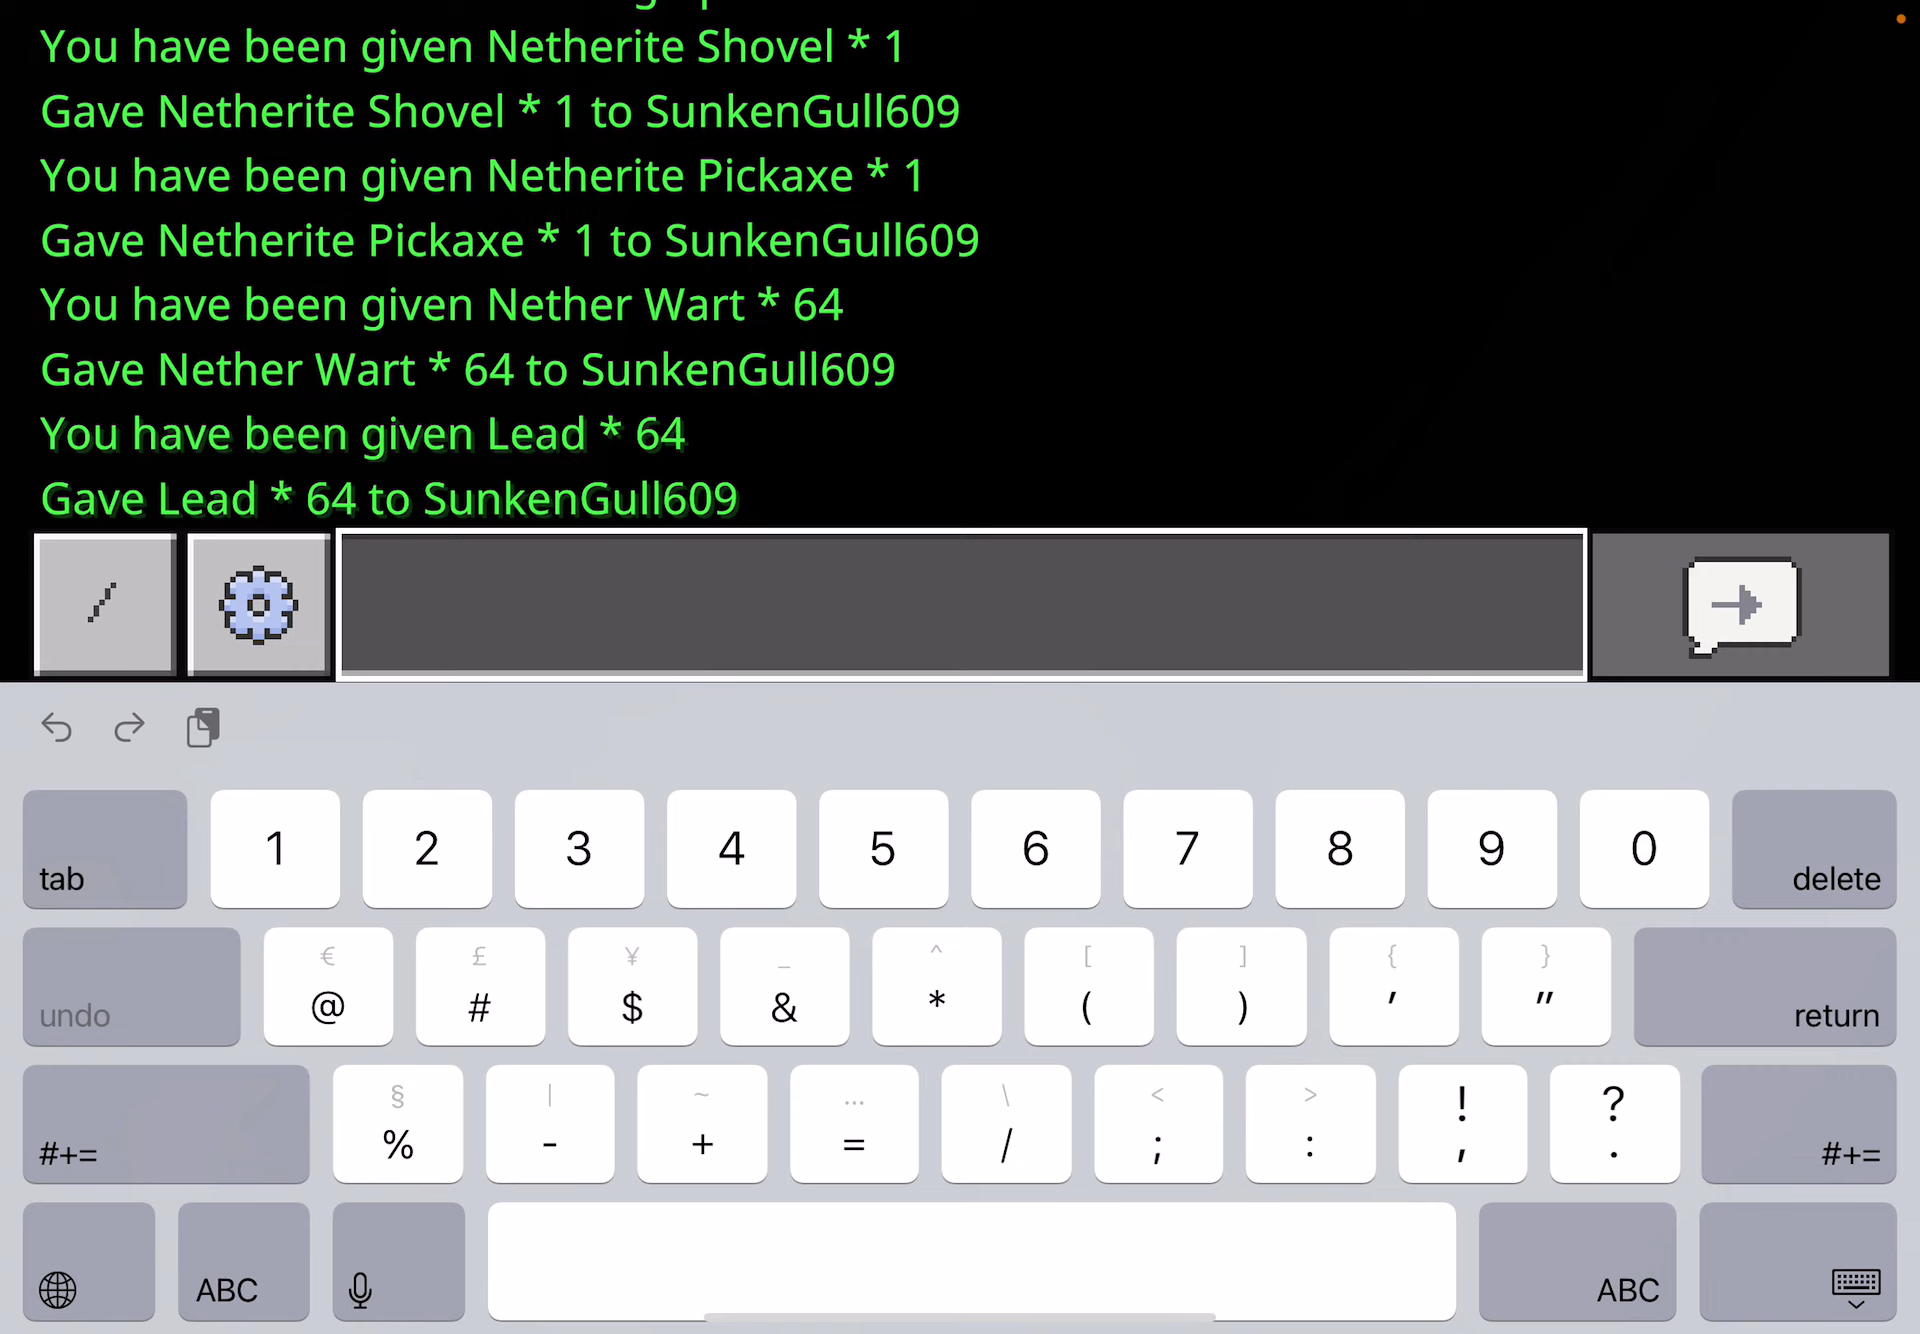 You have been given Netherite Shovel * 1
Gave Netherite Shovel * 1 to SunkenGull609
You have been given Netherite Pickaxe * 1
Gave Netherite Pickaxe * 1 to SunkenGull609
You have been given Nether Wart * 64
Gave Nether Wart * 64 to SunkenGull609
You have been given Lead * 64
Gave Lead * 64 to SunkenGull609
/
tab 1 2 3 4 5 6 7 8 9 0 delete
€ £ ¥ _ ^ [ ] { }
undo @ # $ & * ( ) ' " return
§ | ~ … \ < > ! ?
#+= % - + = / ; : , . #+=
ABC ABC